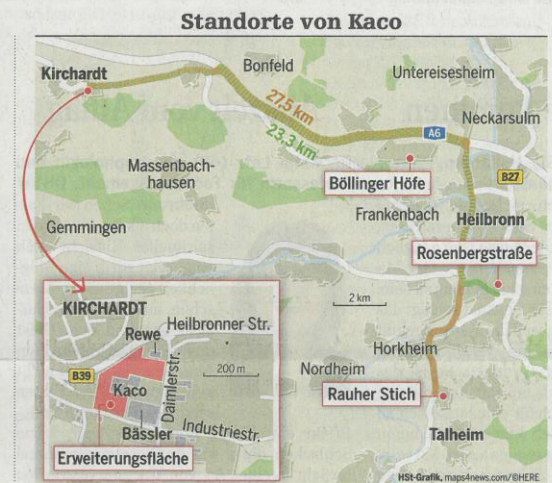 Standorte von Kaco
Kirchardt
Bonfeld
Untereisesheim
27,5 km
23,3 km
Neckarsulm
A6
Massenbach-
hausen
Böllinger Höfe
B27
Frankenbach
Heilbronn
Gemmingen
Rosenbergstraße
2 km
KIRCHARDT
Rewe
Heilbronner Str.
B39
Daimlerstr.
200 m
Kaco
Bässler
Industriestr.
Erweiterungsfläche
Horkheim
Nordheim
Rauher Stich
Talheim
HSt-Grafik, maps4news.com/©HERE